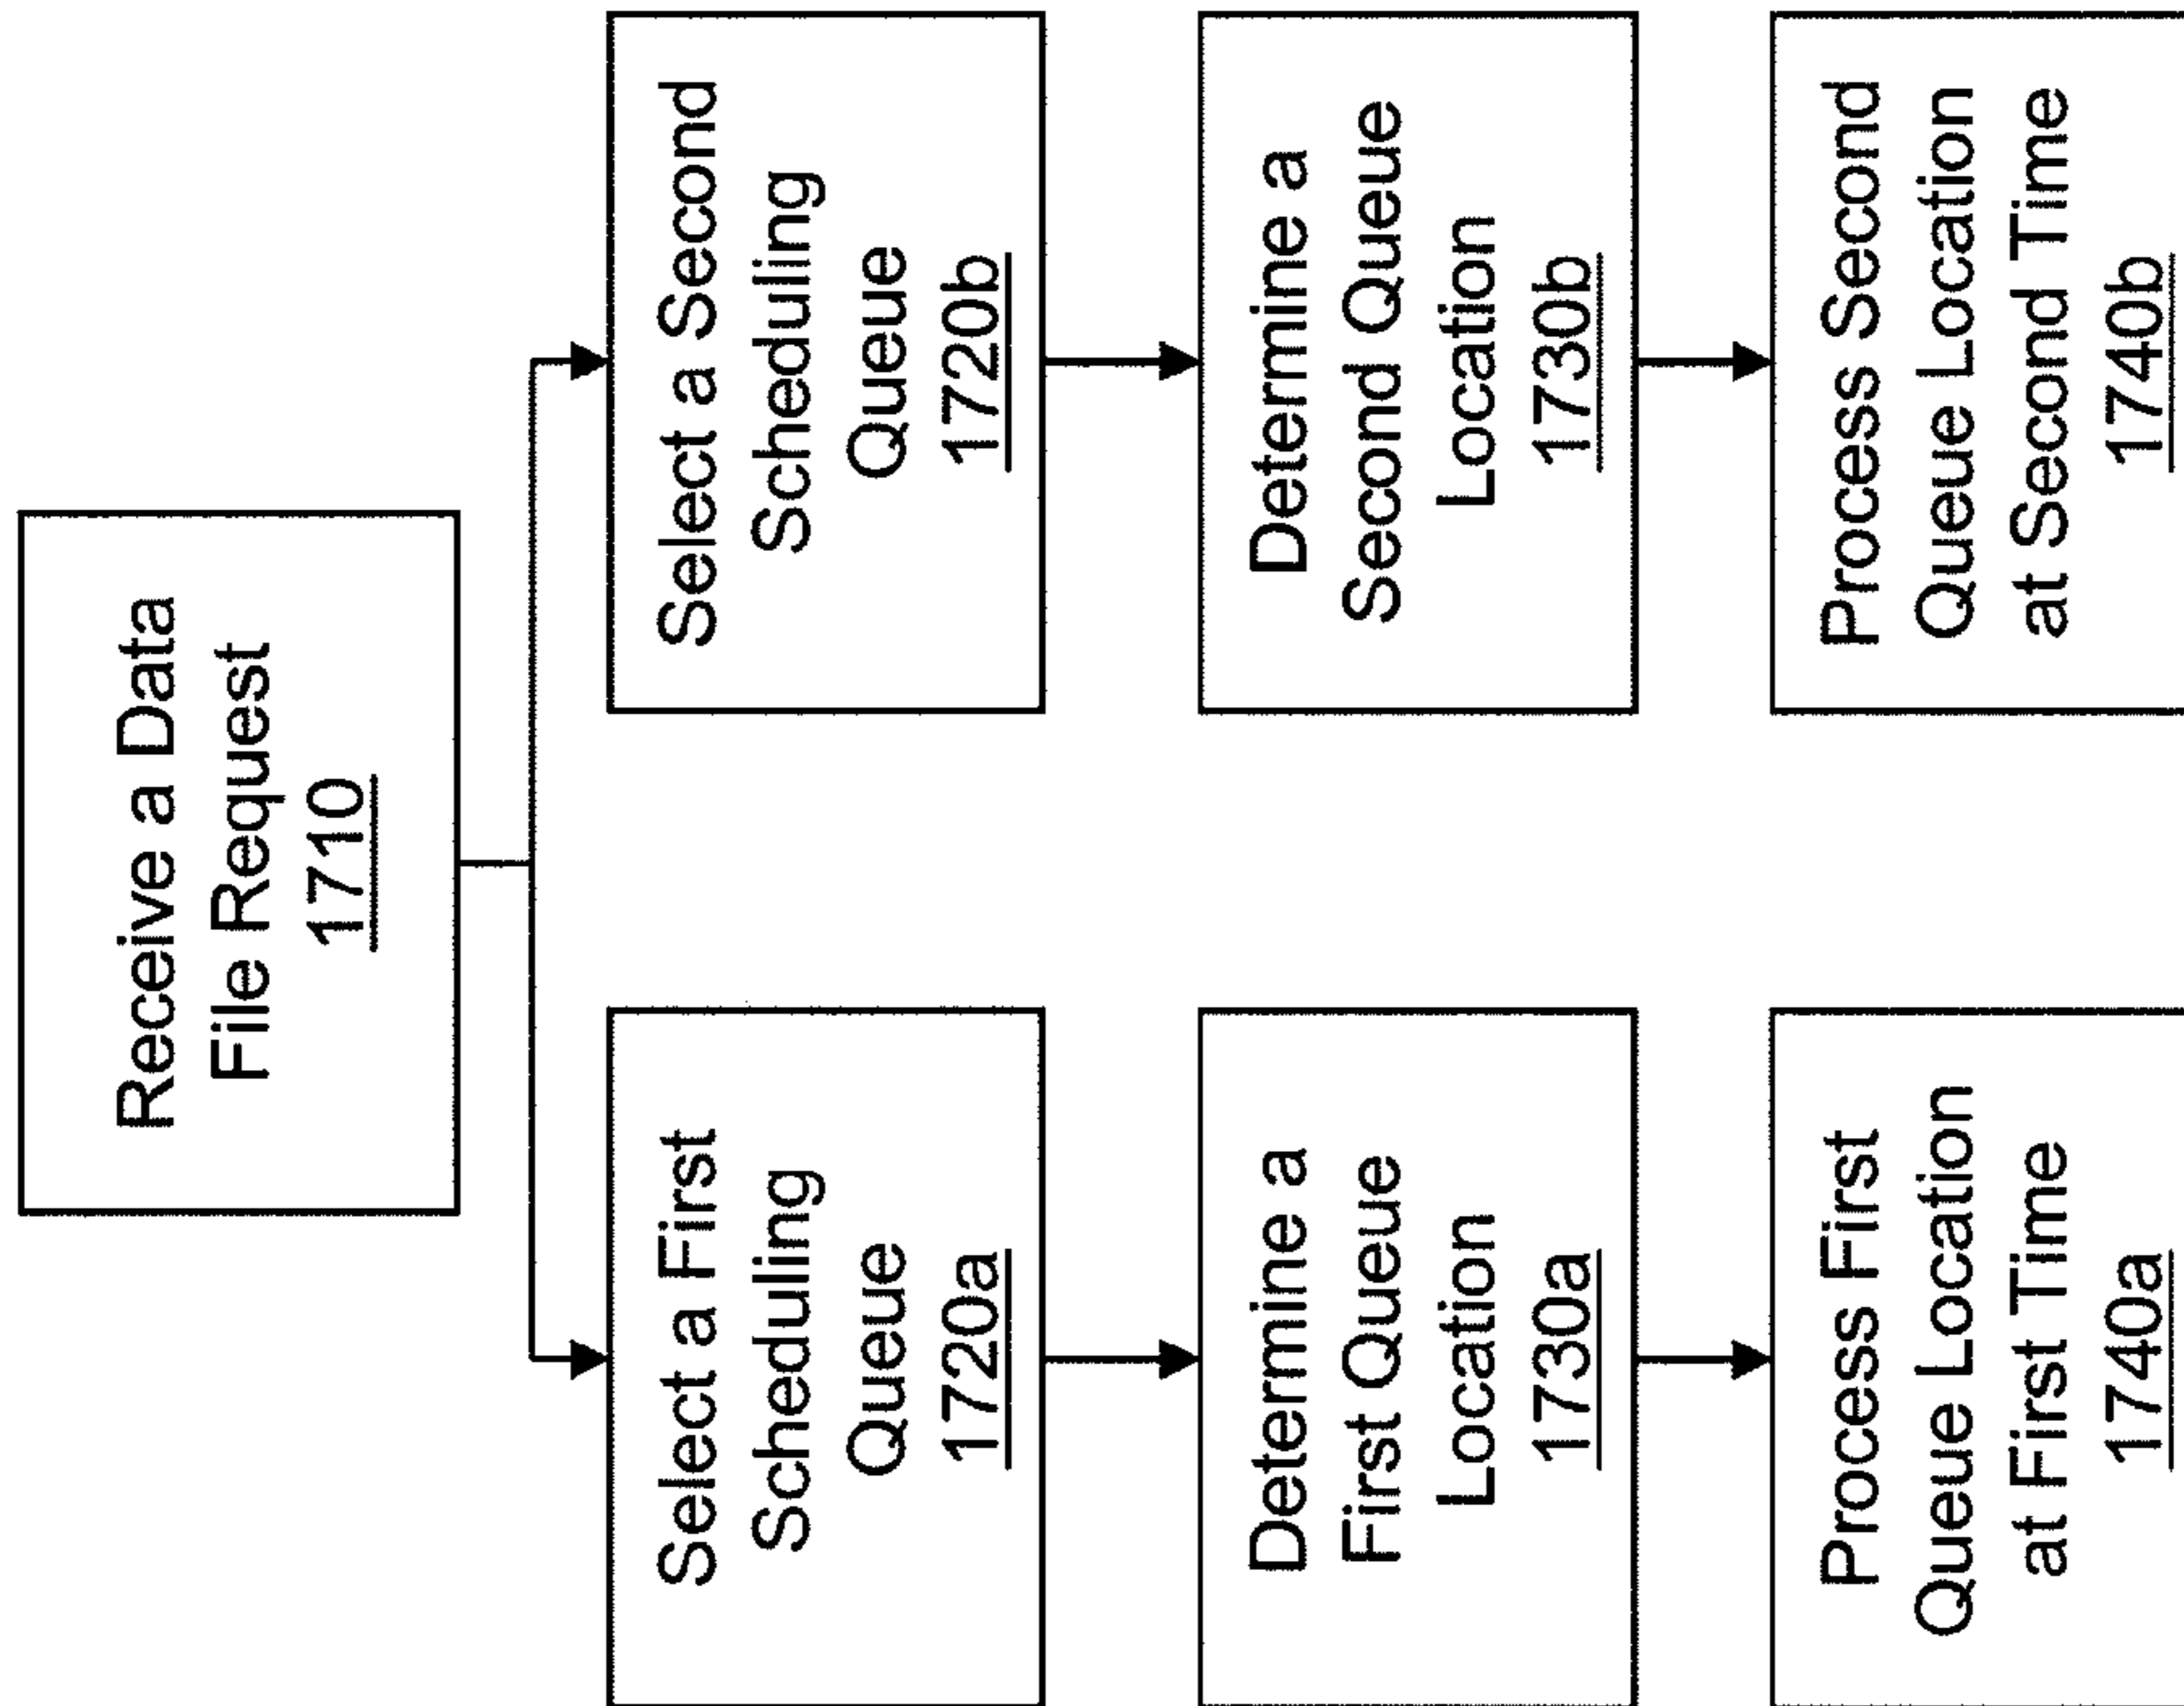 Receive a Data
File Request
1710
Select a First
Scheduling
Queue
1720a
Select a Second
Scheduling
Queue
1720b
Determine a
First Queue
Location
1730a
Determine a
Second Queue
Location
1730b
Process First
Queue Location
at First Time
1740a
Process Second
Queue Location
at Second Time
1740b